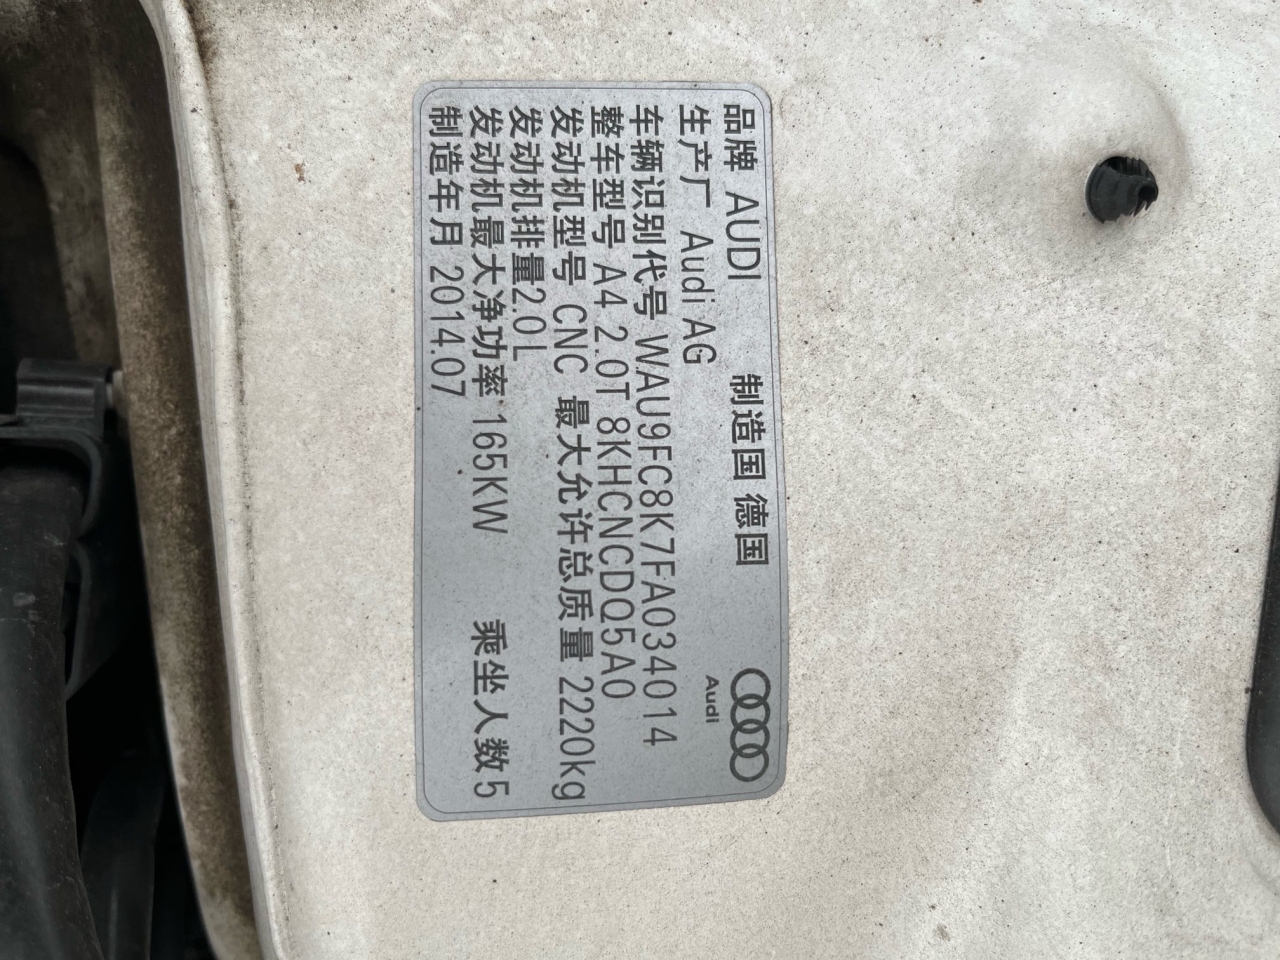 品牌 AUDI 制造国 德国
生产厂 Audi AG
Audi
车辆识别代号 WAU9FC8K7FA034014
整车型号 A4 2.0T 8KHCNCDQ5A0
发动机型号 CNC 最大允许总质量 2220kg
发动机排量2.0L
发动机最大净功率 165KW 乘坐人数5
制造年月 2014.07